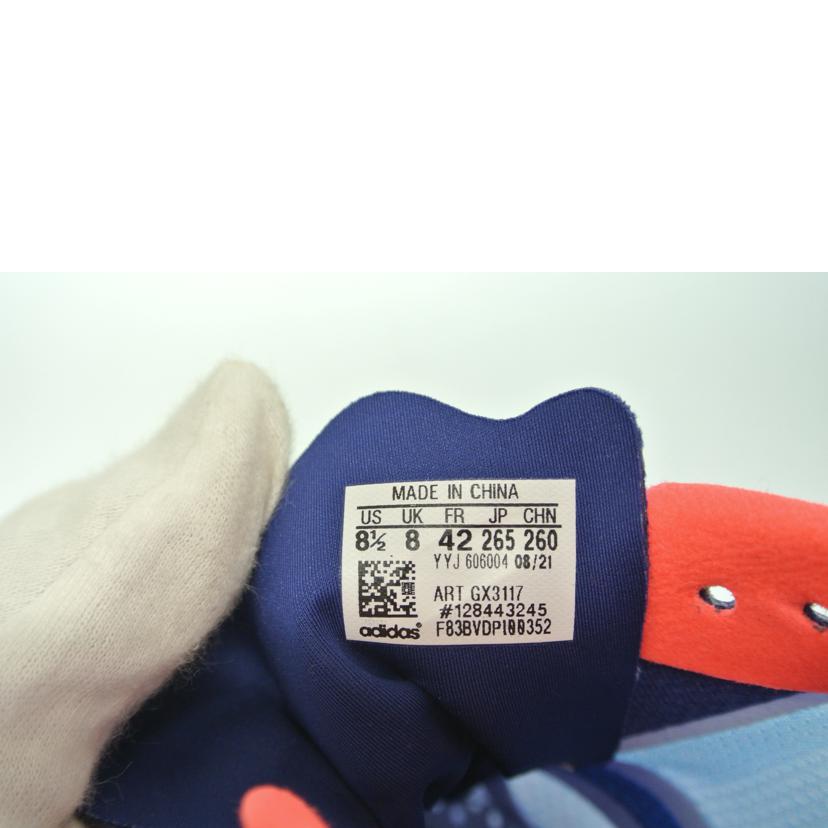 MADE IN CHINA
US UK FR JP CHN
8½ 8 42 265 260
YYJ 606004 08/21
ART GX3117
#128443245
adidas® F83BVDPI00352